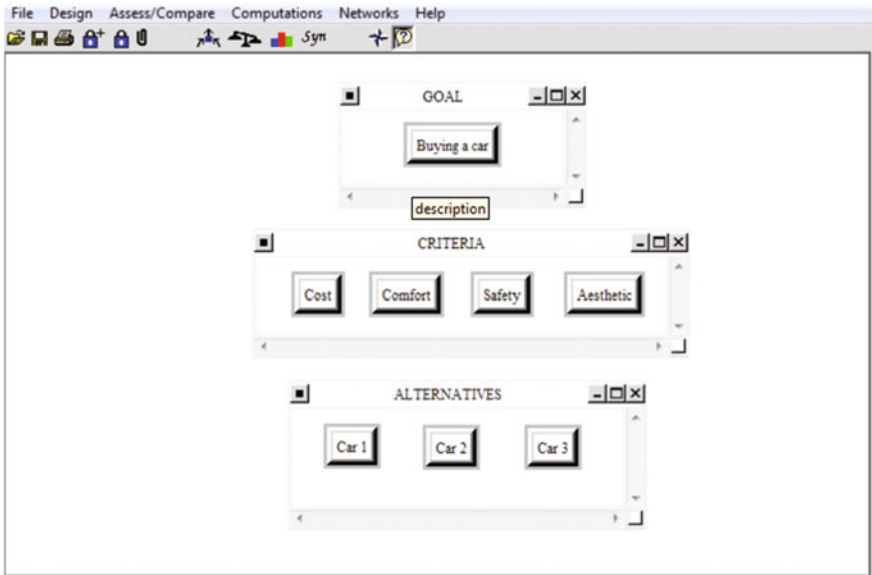 File Design Assess/Compare Computations Networks Help
Syn
GOAL
Buying a car
description
CRITERIA
Cost Comfort Safety Aesthetic
ALTERNATIVES
Car 1 Car 2 Car 3